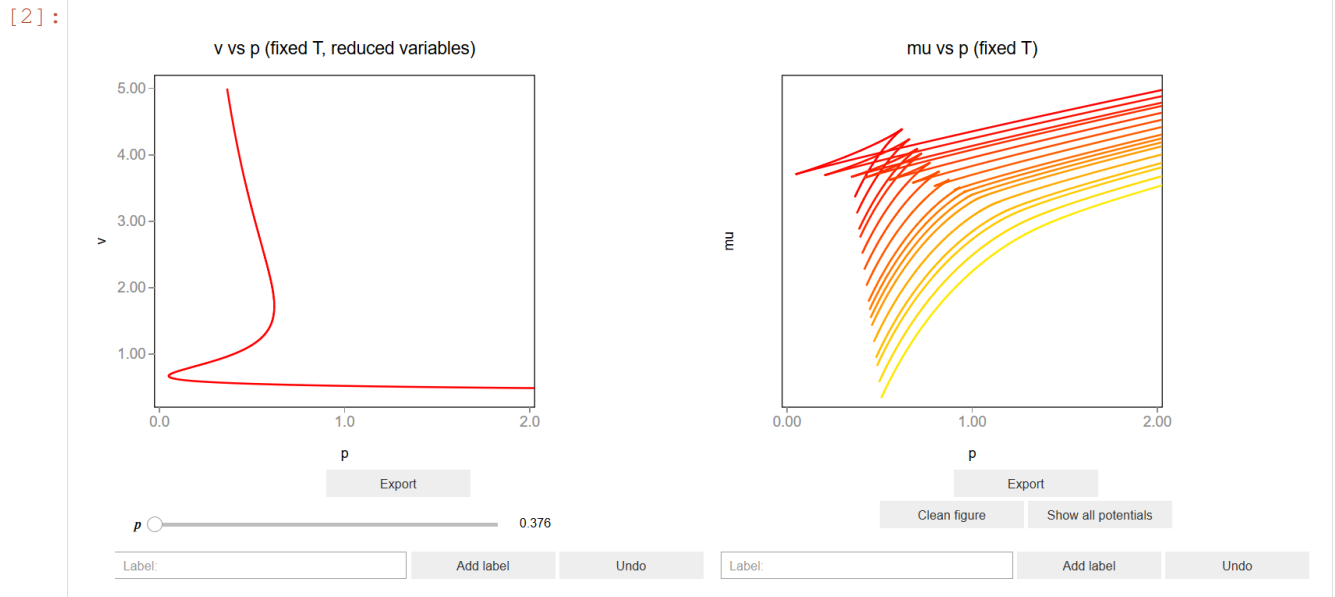 [2]:
v vs p (fixed T, reduced variables)
5.00
4.00
3.00
2.00
1.00
v
0.0 1.0 2.0
p
Export
p 0.376
Label: Add label Undo
mu vs p (fixed T)
mu
0.00 1.00 2.00
p
Export
Clean figure Show all potentials
Label: Add label Undo